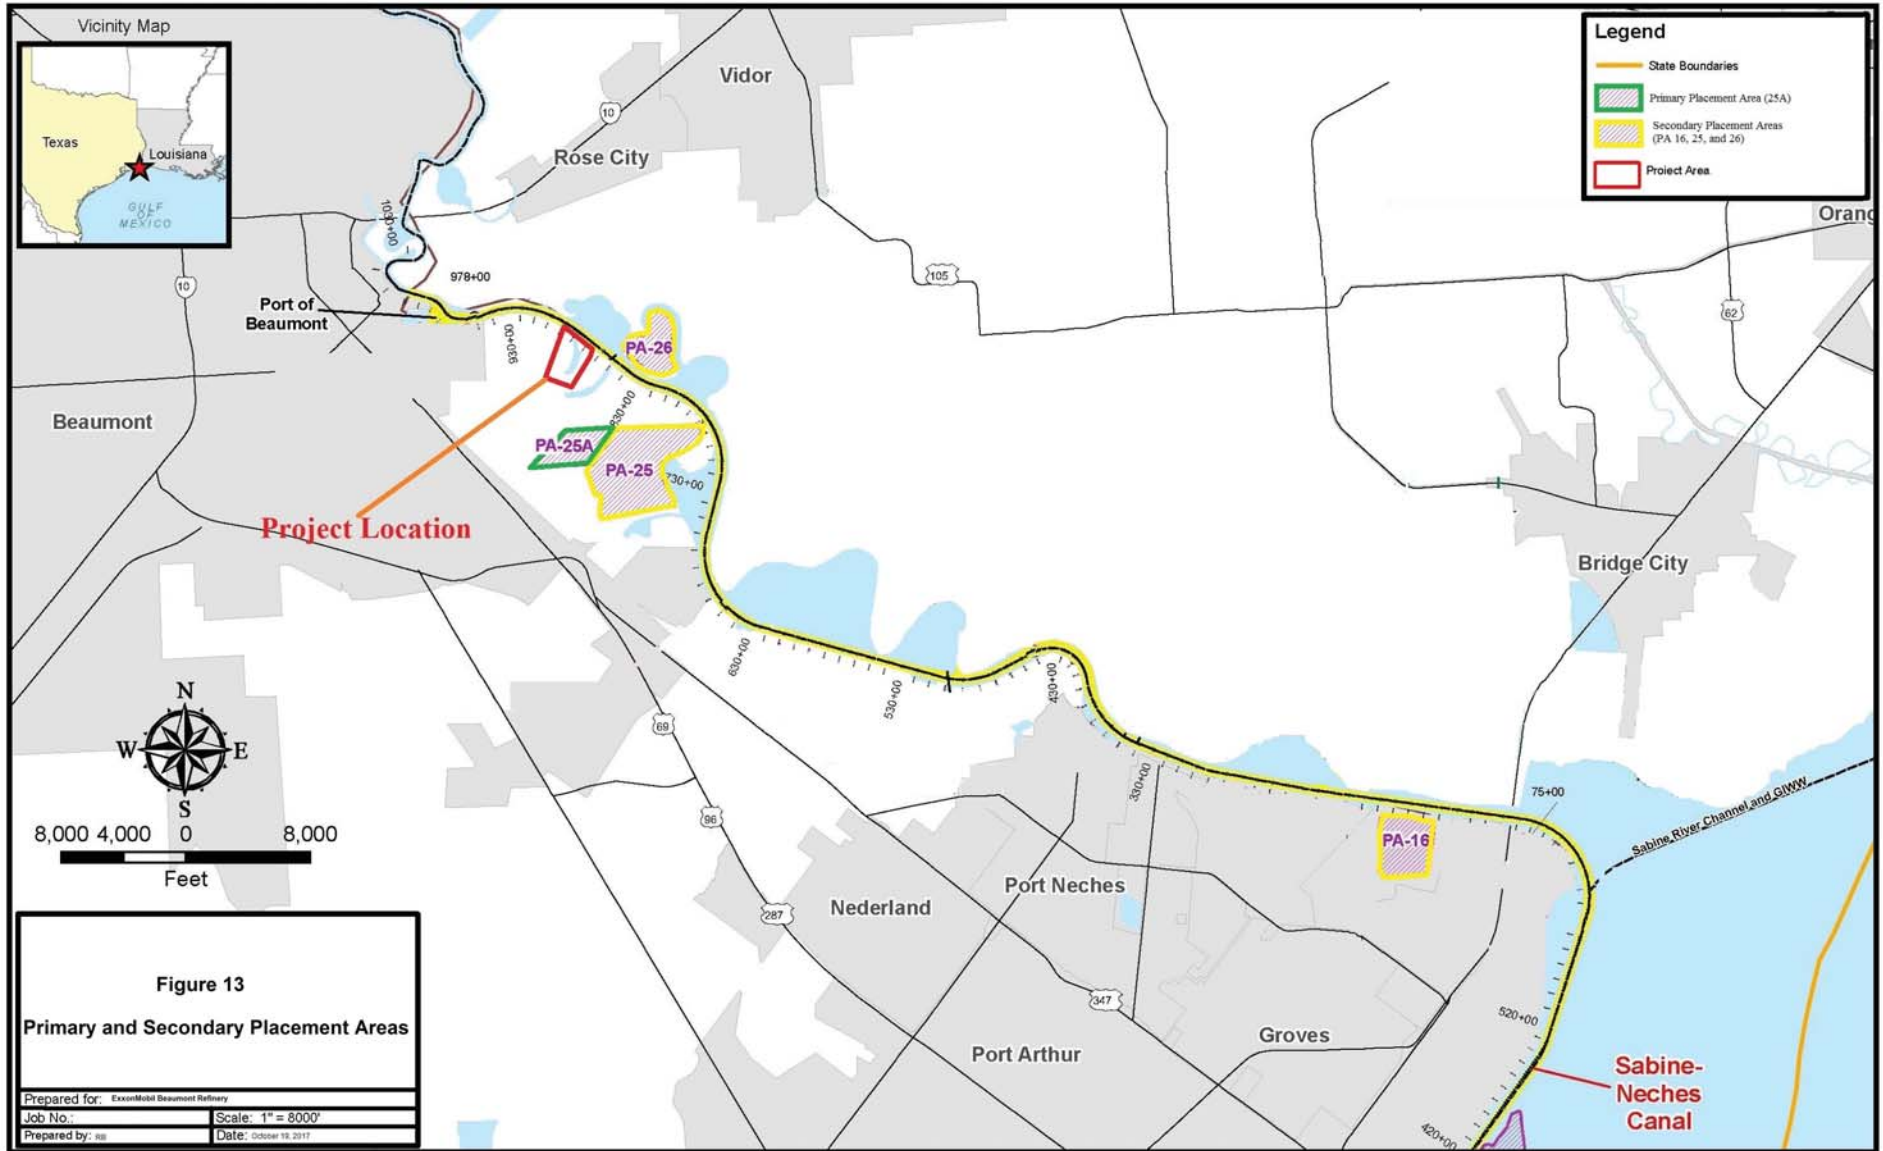 Vicinity Map
Texas
Louisiana
GULF
OF
MEXICO
Legend
State Boundaries
Primary Placement Area (25A)
Secondary Placement Areas
(PA 16, 25, and 26)
Project Area
Vidor
10
Rose City
1030+00
Orang
105
62
10
978+00
Port of
Beaumont
930+00
PA-26
Beaumont
830+00
PA-25A
PA-25
730+00
Project Location
Bridge City
630+00
530+00
430+00
69
N
W
E
S
330+00
75+00
Sabine River Channel and GIWW
96
8,000 4,000 0 8,000
Feet
PA-16
Port Neches
Nederland
287
347
520+00
Groves
Port Arthur
Sabine-
Neches
Canal
420+00
Figure 13
Primary and Secondary Placement Areas
Prepared for: ExxonMobil Beaumont Refinery
Job No.:
Scale: 1" = 8000'
Prepared by:
Date: October 19, 2017